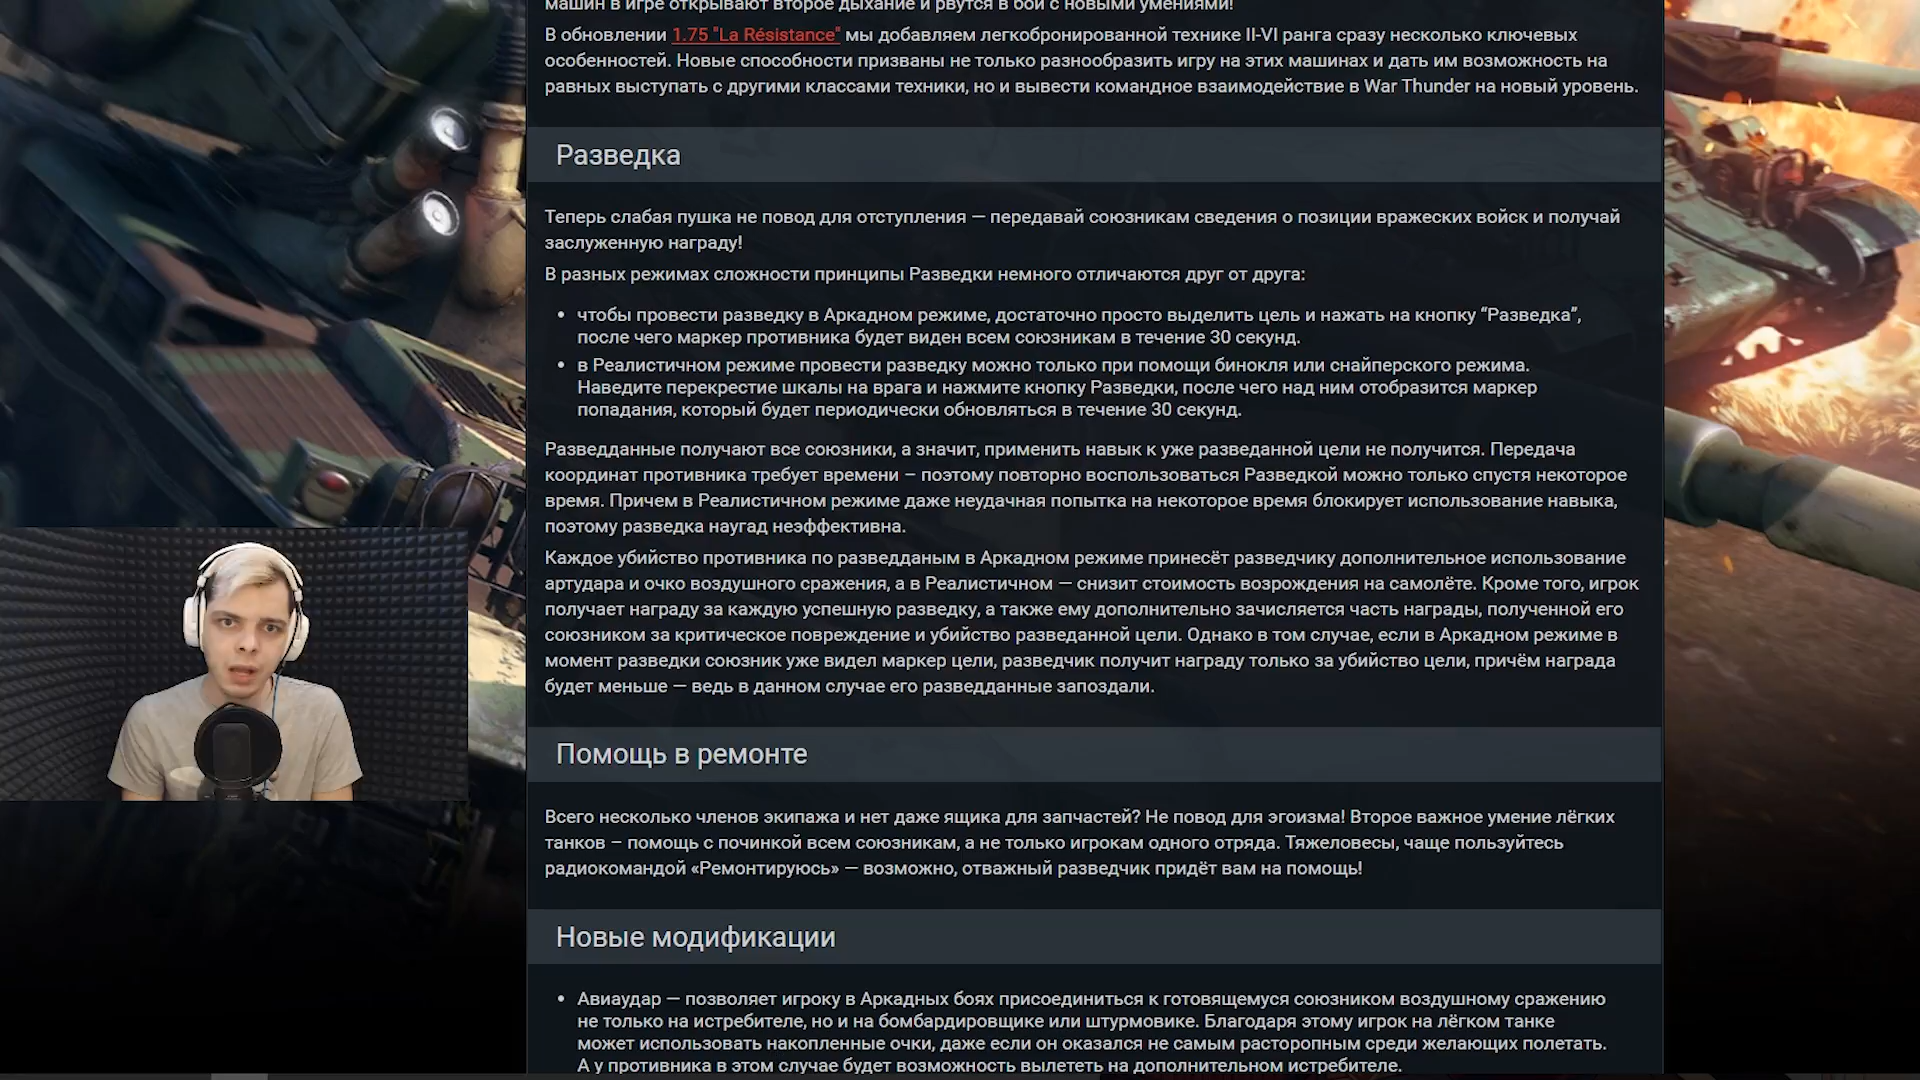 машин в игре открывают второе дыхание и рвутся в бой с новыми умениями!
В обновлении 1.75 "La Résistance" мы добавляем легкобронированной технике II-VI ранга сразу несколько ключевых
особенностей. Новые способности призваны не только разнообразить игру на этих машинах и дать им возможность на
равных выступать с другими классами техники, но и вывести командное взаимодействие в War Thunder на новый уровень.
Разведка
Теперь слабая пушка не повод для отступления — передавай союзникам сведения о позиции вражеских войск и получай
заслуженную награду!
В разных режимах сложности принципы Разведки немного отличаются друг от друга:
• чтобы провести разведку в Аркадном режиме, достаточно просто выделить цель и нажать на кнопку “Разведка”,
после чего маркер противника будет виден всем союзникам в течение 30 секунд.
• в Реалистичном режиме провести разведку можно только при помощи бинокля или снайперского режима.
Наведите перекрестие шкалы на врага и нажмите кнопку Разведки, после чего над ним отобразится маркер
попадания, который будет периодически обновляться в течение 30 секунд.
Разведданные получают все союзники, а значит, применить навык к уже разведанной цели не получится. Передача
координат противника требует времени – поэтому повторно воспользоваться Разведкой можно только спустя некоторое
время. Причем в Реалистичном режиме даже неудачная попытка на некоторое время блокирует использование навыка,
поэтому разведка наугад неэффективна.
Каждое убийство противника по разведданым в Аркадном режиме принесёт разведчику дополнительное использование
артудара и очко воздушного сражения, а в Реалистичном — снизит стоимость возрождения на самолёте. Кроме того, игрок
получает награду за каждую успешную разведку, а также ему дополнительно зачисляется часть награды, полученной его
союзником за критическое повреждение и убийство разведанной цели. Однако в том случае, если в Аркадном режиме в
момент разведки союзник уже видел маркер цели, разведчик получит награду только за убийство цели, причём награда
будет меньше — ведь в данном случае его разведданные запоздали.
Помощь в ремонте
Всего несколько членов экипажа и нет даже ящика для запчастей? Не повод для эгоизма! Второе важное умение лёгких
танков – помощь с починкой всем союзникам, а не только игрокам одного отряда. Тяжеловесы, чаще пользуйтесь
радиокомандой «Ремонтируюсь» — возможно, отважный разведчик придёт вам на помощь!
Новые модификации
• Авиаудар — позволяет игроку в Аркадных боях присоединиться к готовящемуся союзником воздушному сражению
не только на истребителе, но и на бомбардировщике или штурмовике. Благодаря этому игрок на лёгком танке
может использовать накопленные очки, даже если он оказался не самым расторопным среди желающих полетать.
А у противника в этом случае будет возможность вылететь на дополнительном истребителе.